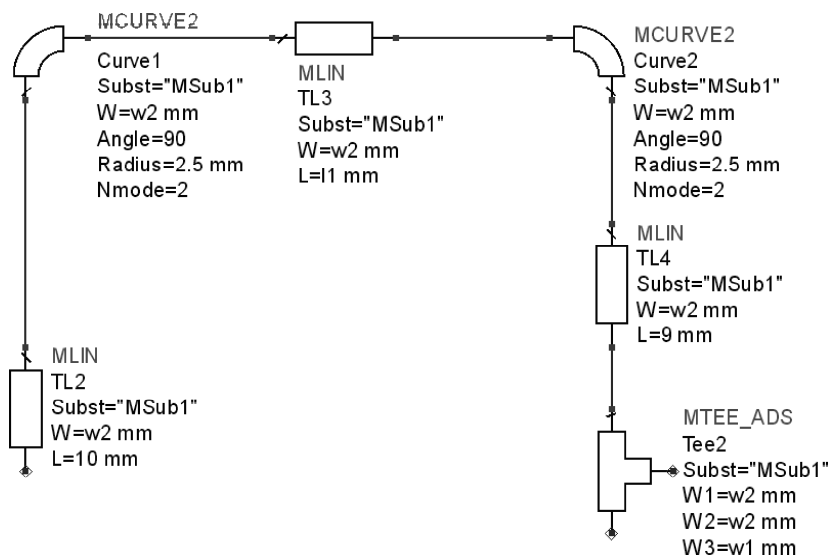 MCURVE2
Curve1
Subst="MSub1"
W=w2 mm
Angle=90
Radius=2.5 mm
Nmode=2
MLIN
TL3
Subst="MSub1"
W=w2 mm
L=l1 mm
MCURVE2
Curve2
Subst="MSub1"
W=w2 mm
Angle=90
Radius=2.5 mm
Nmode=2
MLIN
TL4
Subst="MSub1"
W=w2 mm
L=9 mm
MLIN
TL2
Subst="MSub1"
W=w2 mm
L=10 mm
MTEE_ADS
Tee2
Subst="MSub1"
W1=w2 mm
W2=w2 mm
W3=w1 mm